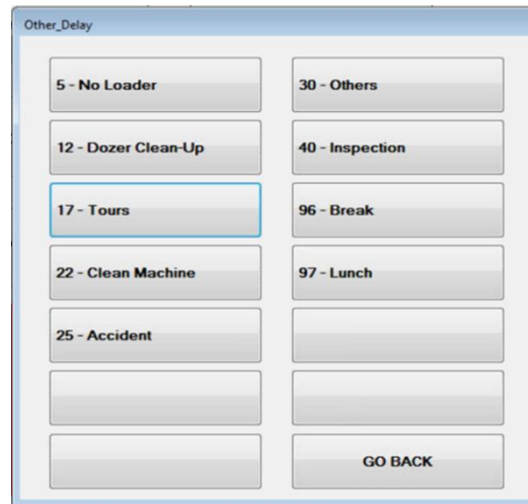 Other_Delay
5 - No Loader
30 - Others
12 - Dozer Clean-Up
40 - Inspection
17 - Tours
96 - Break
22 - Clean Machine
97 - Lunch
25 - Accident
GO BACK